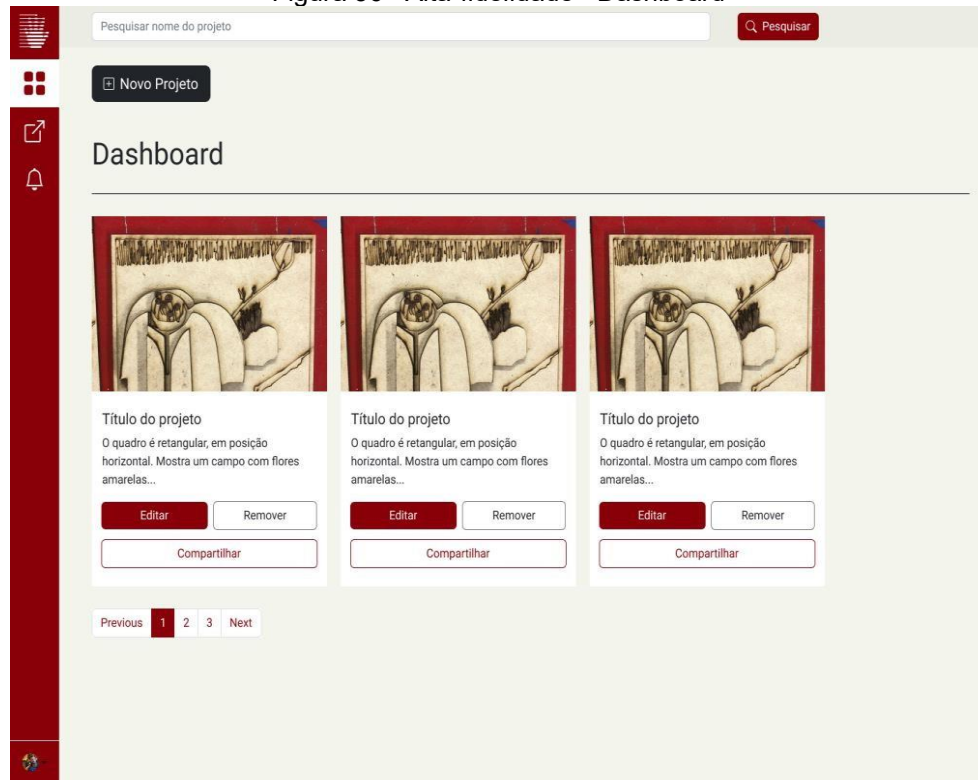 Pesquisar nome do projeto
Pesquisar
Novo Projeto
Dashboard
Título do projeto
O quadro é retangular, em posição
horizontal. Mostra um campo com flores
amarelas...
Editar Remover
Compartilhar
Título do projeto
O quadro é retangular, em posição
horizontal. Mostra um campo com flores
amarelas...
Editar Remover
Compartilhar
Título do projeto
O quadro é retangular, em posição
horizontal. Mostra um campo com flores
amarelas...
Editar Remover
Compartilhar
Previous 1 2 3 Next